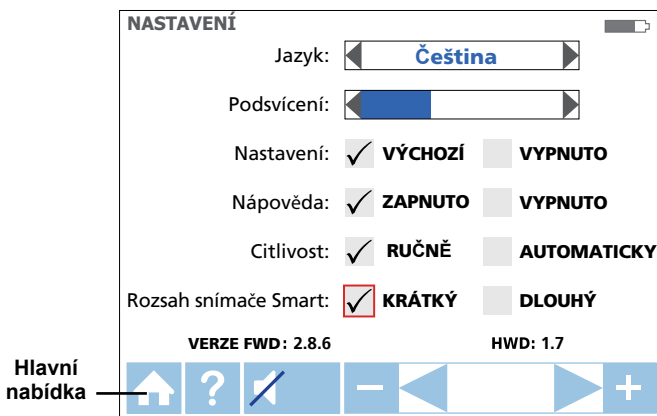 NASTAVENÍ
Jazyk: Čeština
Podsvícení:
Nastavení: VÝCHOZÍ VYPNUTO
Nápověda: ZAPNUTO VYPNUTO
Citlivost: RUČNĚ AUTOMATICKY
Rozsah snímače Smart: KRÁTKÝ DLOUHÝ
VERZE FWD: 2.8.6 HWD: 1.7
Hlavní
nabídka
? − +